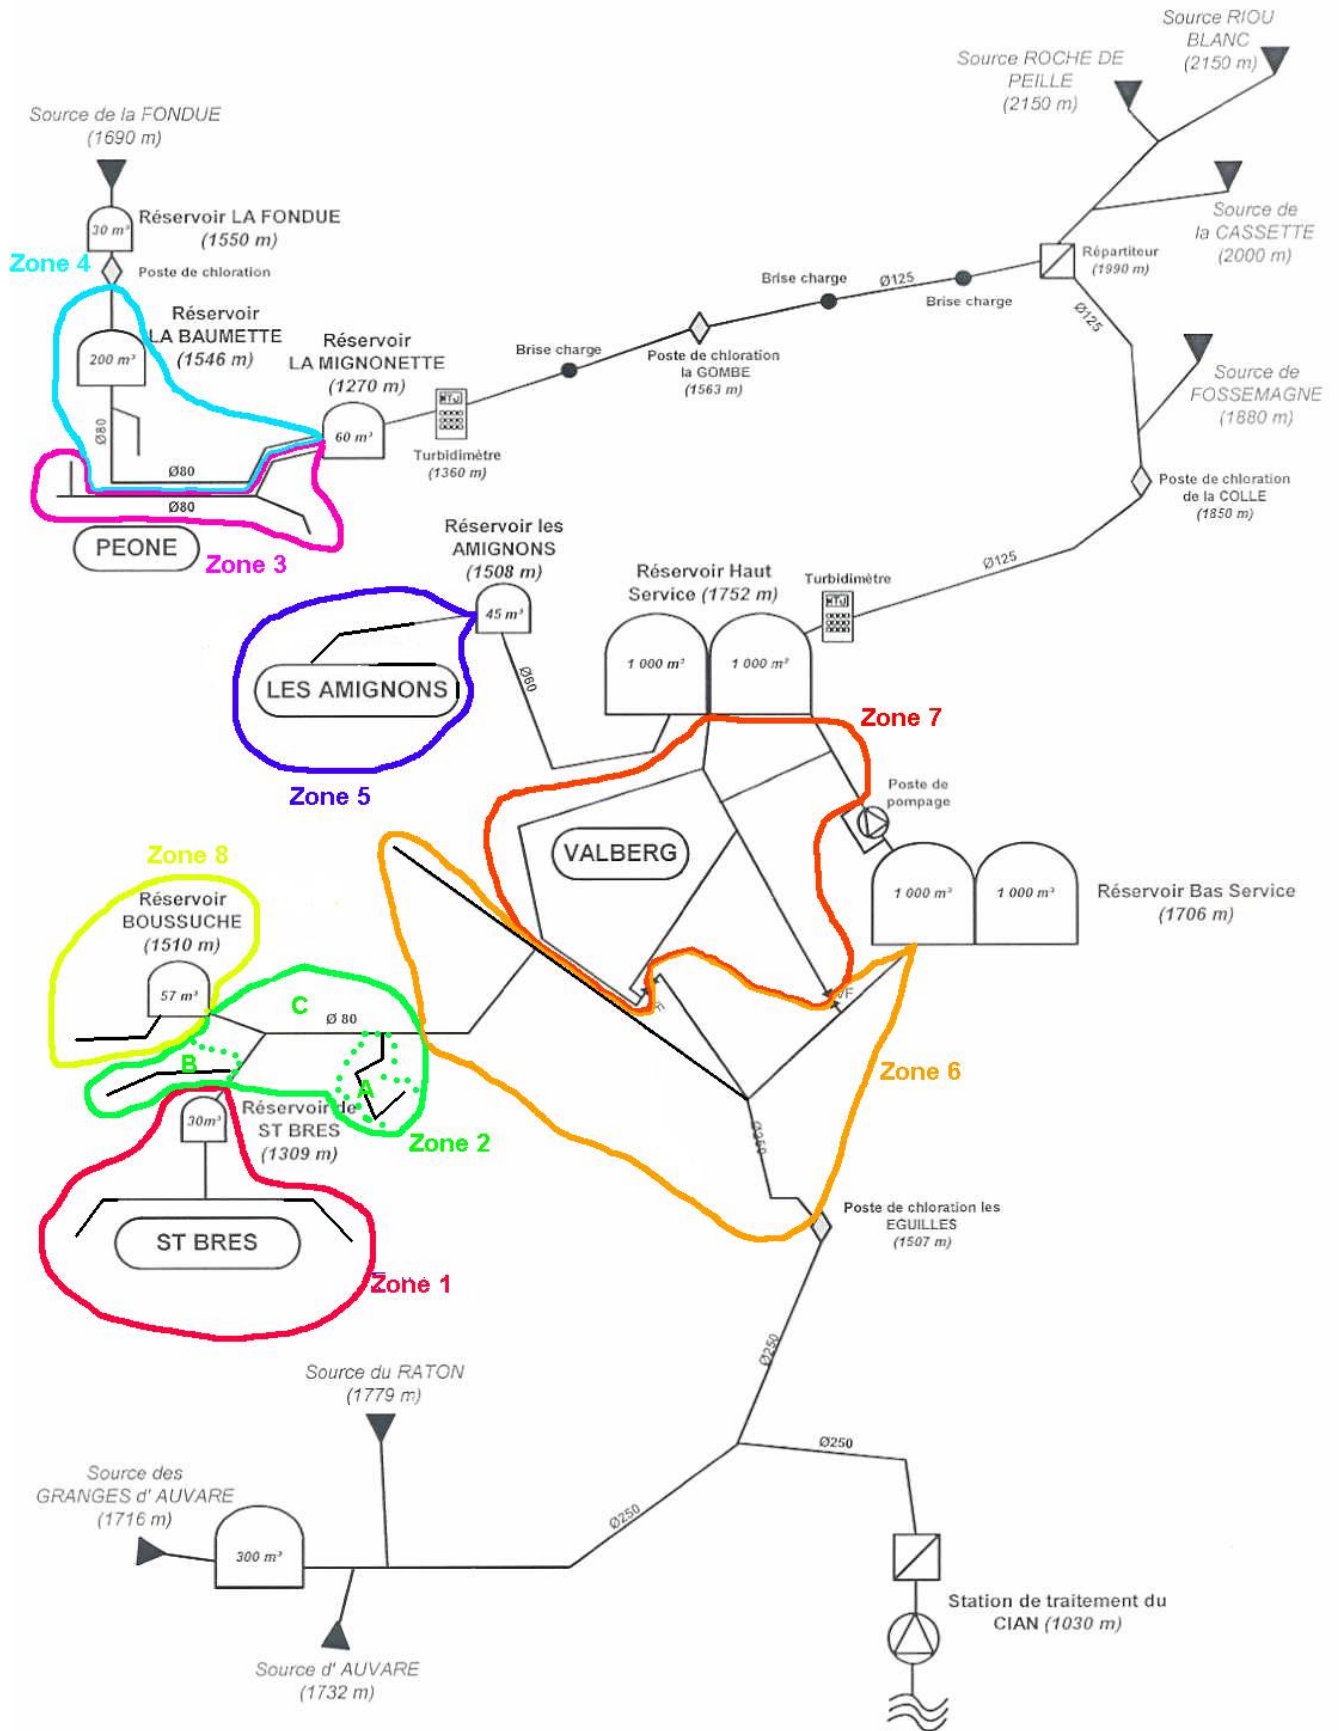 Source RIOU
BLANC
(2150 m)
Source ROCHE DE
PEILLE
(2150 m)
Source de la FONDUE
(1690 m)
30 m³
Réservoir LA FONDUE
(1550 m)
Zone 4
Poste de chloration
Source de
la CASSETTE
(2000 m)
Répartiteur
(1990 m)
Brise charge
Ø125
Brise charge
Ø125
Réservoir
LA BAUMETTE
(1546 m)
200 m³
Réservoir
LA MIGNONETTE
(1270 m)
Brise charge
Poste de chloration
la GOMBE
(1563 m)
Source de
FOSSEMAGNE
(1880 m)
NTU
60 m³
Turbidimètre
(1360 m)
Ø80
Ø80
Ø80
Poste de chloration
de la COLLE
(1850 m)
PEONE
Zone 3
Réservoir les
AMIGNONS
(1508 m)
45 m³
Ø125
Réservoir Haut
Service (1752 m)
Turbidimètre
NTU
1 000 m³
1 000 m³
Ø60
LES AMIGNONS
Zone 7
Zone 5
Poste de
pompage
VALBERG
Zone 8
Réservoir
BOUSSUCHE
(1510 m)
1 000 m³
1 000 m³
Réservoir Bas Service
(1706 m)
57 m³
C
Ø 80
VF
B
A
Zone 6
30m³
Réservoir de
ST BRES
(1309 m)
Zone 2
Ø250
Poste de chloration les
EGUILLES
(1507 m)
ST BRES
Zone 1
Ø250
Source du RATON
(1779 m)
Ø250
Source des
GRANGES d' AUVARE
(1716 m)
Ø250
300 m³
Station de traitement du
CIAN (1030 m)
Source d' AUVARE
(1732 m)